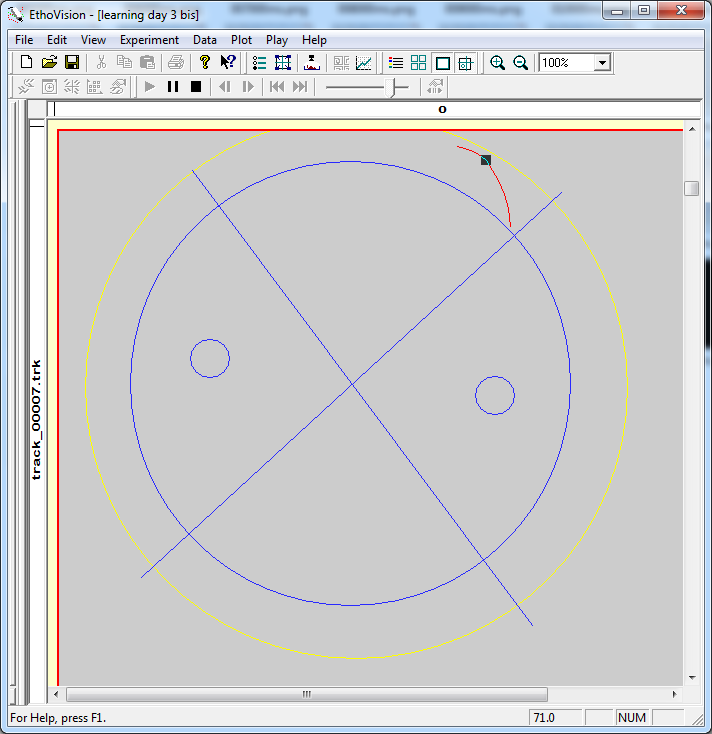 EthoVision - [learning day 3 bis]
File Edit View Experiment Data Plot Play Help
100%
O
track_00007.trk
For Help, press F1.
71.0
NUM